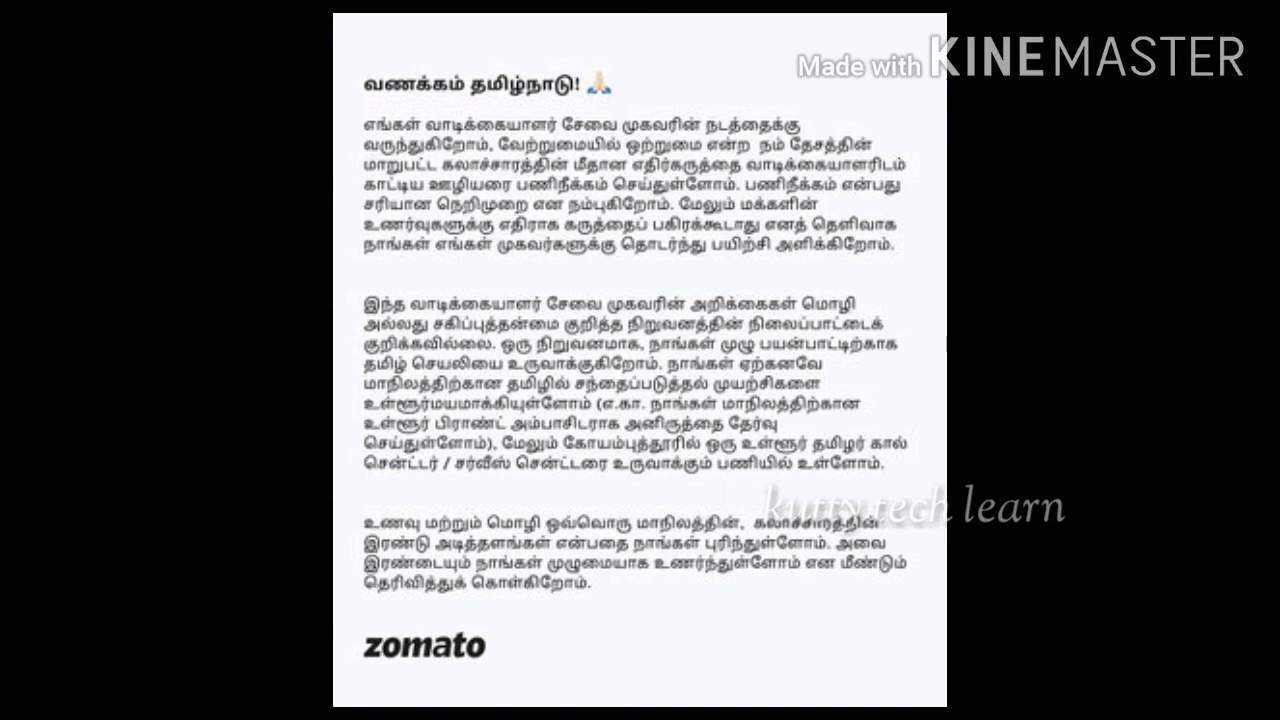 Made with KINEMASTER
வணக்கம் தமிழ்நாடு! 🙏🏻
எங்கள் வாடிக்கையாளர் சேவை முகவரின் நடத்தைக்கு
வருந்துகிறோம், வேற்றுமையில் ஒற்றுமை என்ற நம் தேசத்தின்
மாறுபட்ட கலாச்சாரத்தின் மீதான எதிர்கருத்தை வாடிக்கையாளரிடம்
காட்டிய ஊழியரை பணிநீக்கம் செய்துள்ளோம். பணிநீக்கம் என்பது
சரியான நெறிமுறை என நம்புகிறோம். மேலும் மக்களின்
உணர்வுகளுக்கு எதிராக கருத்தைப் பகிரக்கூடாது எனத் தெளிவாக
நாங்கள் எங்கள் முகவர்களுக்கு தொடர்ந்து பயிற்சி அளிக்கிறோம்.
இந்த வாடிக்கையாளர் சேவை முகவரின் அறிக்கைகள் மொழி
அல்லது சகிப்புத்தன்மை குறித்த நிறுவனத்தின் நிலைப்பாட்டைக்
குறிக்கவில்லை. ஒரு நிறுவனமாக, நாங்கள் முழு பயன்பாட்டிற்காக
தமிழ் செயலியை உருவாக்குகிறோம். நாங்கள் ஏற்கனவே
மாநிலத்திற்கான தமிழில் சந்தைப்படுத்தல் முயற்சிகளை
உள்ளூர்மயமாக்கியுள்ளோம் (எ.கா. நாங்கள் மாநிலத்திற்கான
உள்ளூர் பிராண்ட் அம்பாசிடராக அனிருத்தை தேர்வு
செய்துள்ளோம்), மேலும் கோயம்புத்தூரில் ஒரு உள்ளூர் தமிழர் கால்
சென்ட்டர் / சர்வீஸ் சென்ட்டரை உருவாக்கும் பணியில் உள்ளோம்.
kutty tech learn
உணவு மற்றும் மொழி ஒவ்வொரு மாநிலத்தின், கலாச்சாரத்தின்
இரண்டு அடித்தளங்கள் என்பதை நாங்கள் புரிந்துள்ளோம். அவை
இரண்டையும் நாங்கள் முழுமையாக உணர்ந்துள்ளோம் என மீண்டும்
தெரிவித்துக் கொள்கிறோம்.
zomato